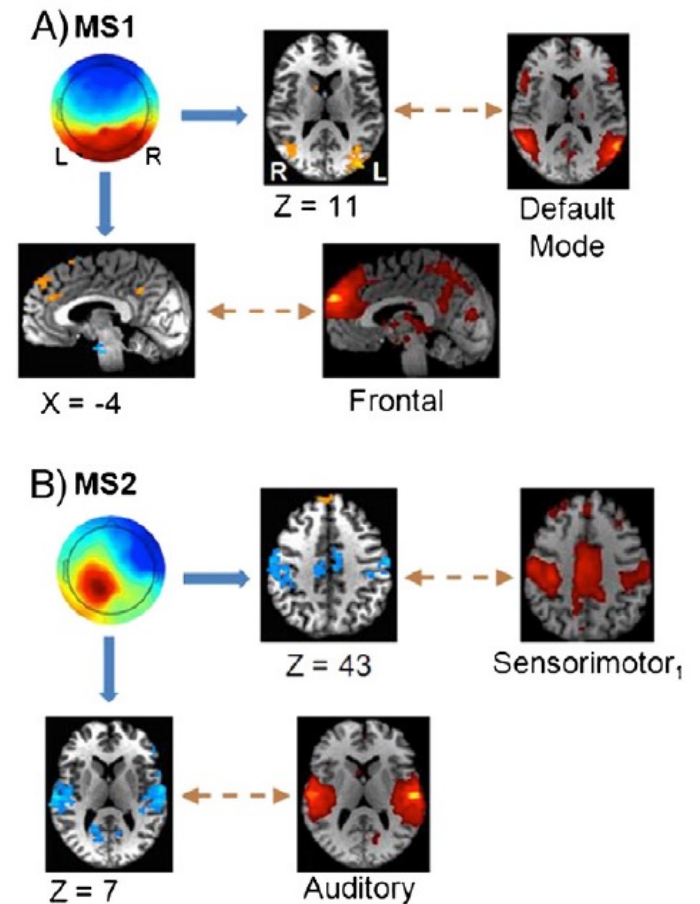 A) MS1
L R
R L
Z = 11
Default
Mode
X = -4
Frontal
B) MS2
Z = 43
Sensorimotor₁
Z = 7
Auditory